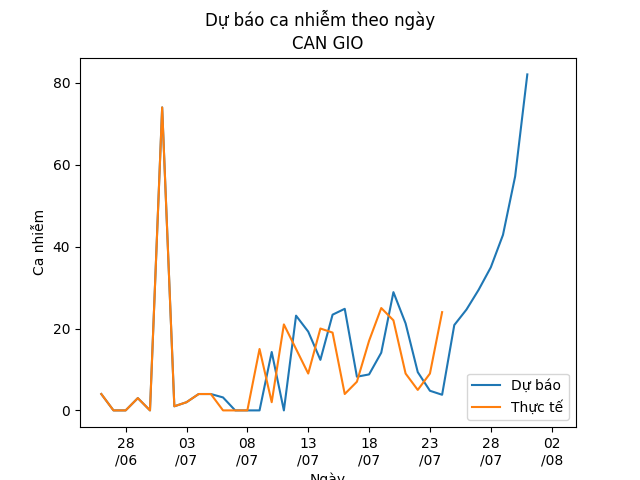 Dự báo ca nhiễm theo ngày
CAN GIO
80
60
40
20
0
Ca nhiễm
28 03 08 13 18 23 28 02
/06 /07 /07 /07 /07 /07 /07 /08
Ngày
Dự báo
Thực tế